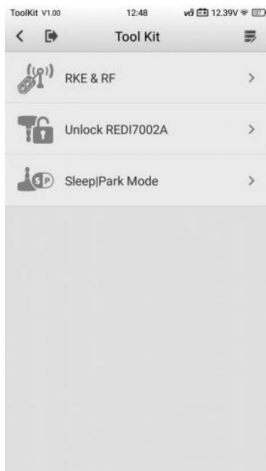 ToolKit V1.00 12:48 12.39V
Tool Kit
RKE & RF
Unlock REDI7002A
S P Sleep|Park Mode